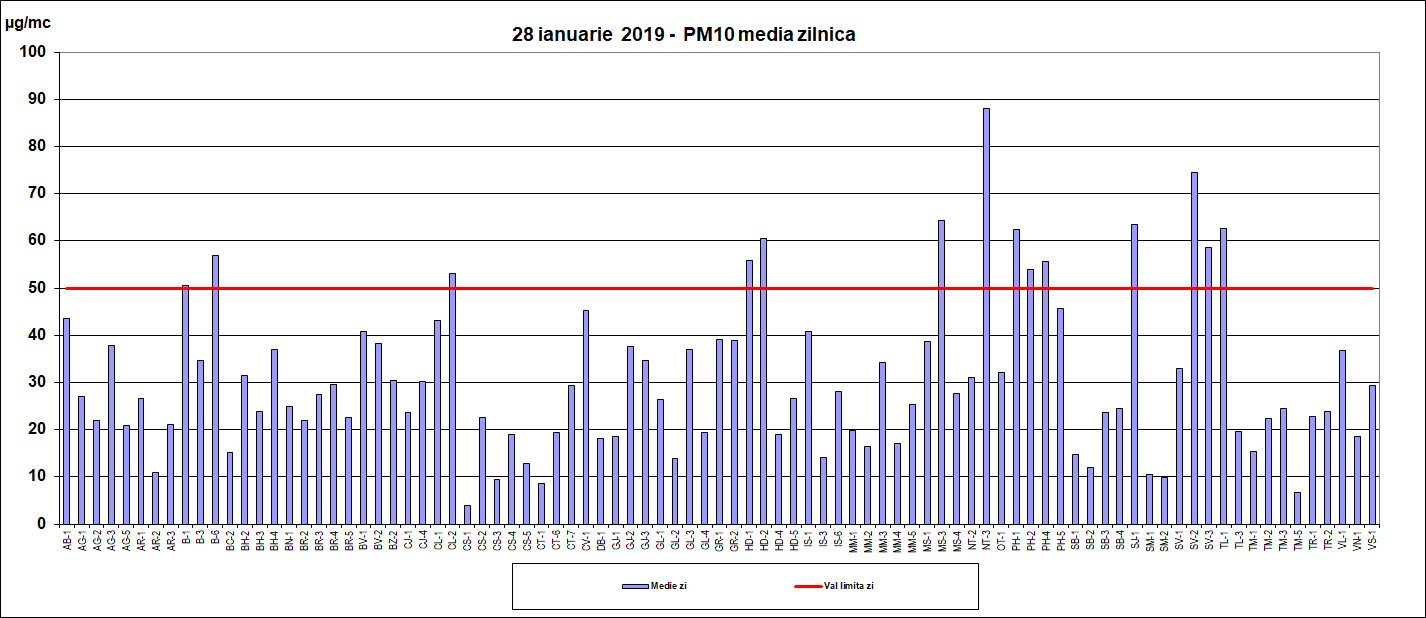 µg/mc
28 ianuarie 2019 - PM10 media zilnica
100
90
80
70
60
50
40
30
20
10
0
AB-1 AG-1 AG-2 AG-3 AG-5 AR-1 AR-2 AR-3 B-1 B-3 B-6 BC-2 BH-2 BH-3 BH-4 BN-1 BR-2 BR-3 BR-4 BR-5 BV-1 BV-2 BZ-2 CJ-1 CJ-4 CL-1 CL-2 CS-1 CS-2 CS-3 CS-4 CS-5 CT-1 CT-6 CT-7 CV-1 DB-1 GJ-1 GJ-2 GJ-3 GL-1 GL-2 GL-3 GL-4 GR-1 GR-2 HD-1 HD-2 HD-4 HD-5 IS-1 IS-3 IS-6 MM-1 MM-2 MM-3 MM-4 MM-5 MS-1 MS-3 MS-4 NT-2 NT-3 OT-1 PH-1 PH-2 PH-4 PH-5 SB-1 SB-2 SB-3 SB-4 SJ-1 SM-1 SM-2 SV-1 SV-2 SV-3 TL-1 TL-3 TM-1 TM-2 TM-3 TM-5 TR-1 TR-2 VL-1 VN-1 VS-1
Medie zi
Val limita zi